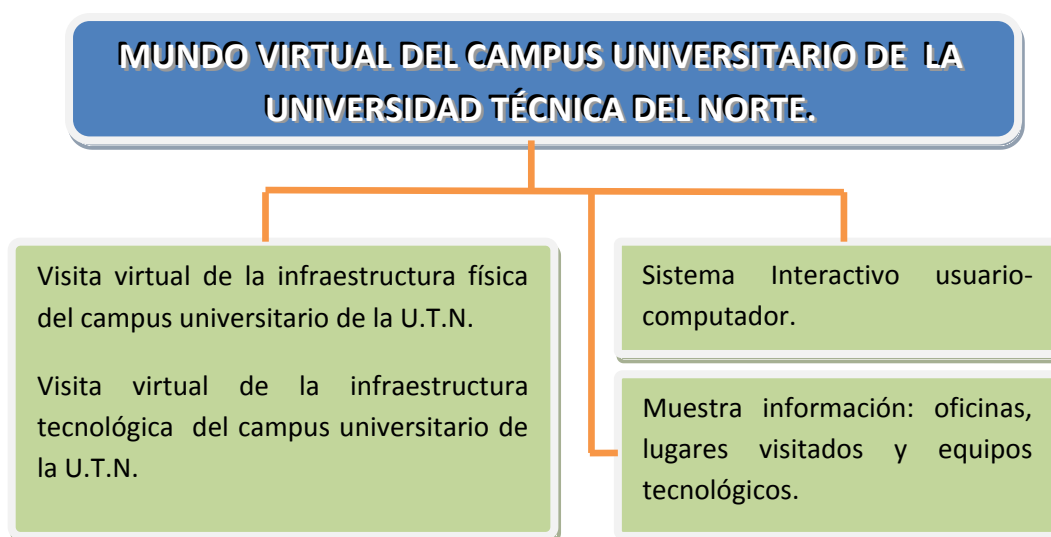 MUNDO VIRTUAL DEL CAMPUS UNIVERSITARIO DE LA
UNIVERSIDAD TÉCNICA DEL NORTE.
Visita virtual de la infraestructura física
del campus universitario de la U.T.N.
Visita virtual de la infraestructura
tecnológica del campus universitario de
la U.T.N.
Sistema Interactivo usuario-
computador.
Muestra información: oficinas,
lugares visitados y equipos
tecnológicos.